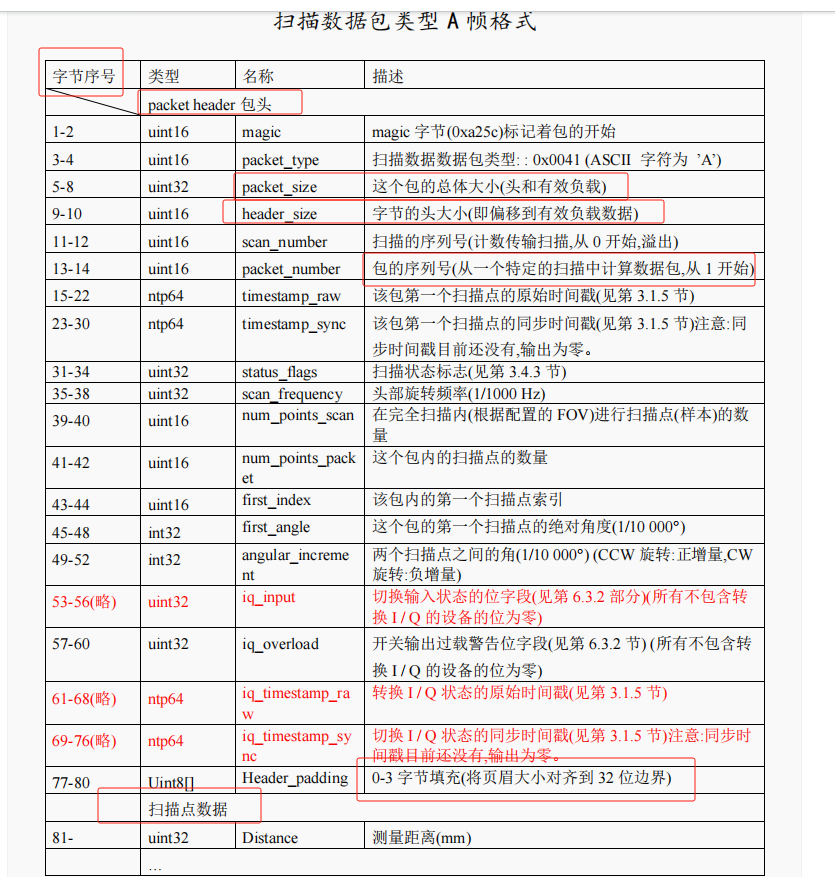 扫描数据包类型 A 帧格式
字节序号 类型 名称 描述
packet header 包头
1-2 uint16 magic magic 字节(0xa25c)标记着包的开始
3-4 uint16 packet_type 扫描数据数据包类型: : 0x0041 (ASCII 字符为 ’A’)
5-8 uint32 packet_size 这个包的总体大小(头和有效负载)
9-10 uint16 header_size 字节的头大小(即偏移到有效负载数据)
11-12 uint16 scan_number 扫描的序列号(计数传输扫描,从 0 开始,溢出)
13-14 uint16 packet_number 包的序列号(从一个特定的扫描中计算数据包,从 1 开始)
15-22 ntp64 timestamp_raw 该包第一个扫描点的原始时间戳(见第 3.1.5 节)
23-30 ntp64 timestamp_sync 该包第一个扫描点的同步时间戳(见第 3.1.5 节)注意:同
步时间戳目前还没有,输出为零。
31-34 uint32 status_flags 扫描状态标志(见第 3.4.3 节)
35-38 uint32 scan_frequency 头部旋转频率(1/1000 Hz)
39-40 uint16 num_points_scan 在完全扫描内(根据配置的 FOV)进行扫描点(样本)的数
量
41-42 uint16 num_points_pack 这个包内的扫描点的数量
et
43-44 uint16 first_index 该包内的第一个扫描点索引
45-48 int32 first_angle 这个包的第一个扫描点的绝对角度(1/10 000°)
49-52 int32 angular_increme 两个扫描点之间的角(1/10 000°) (CCW 旋转:正增量,CW
nt 旋转:负增量)
53-56(略) uint32 iq_input 切换输入状态的位字段(见第 6.3.2 部分)(所有不包含转
换 I / Q 的设备的位为零)
57-60 uint32 iq_overload 开关输出过载警告位字段(见第 6.3.2 节) (所有不包含转
换 I / Q 的设备的位为零)
61-68(略) ntp64 iq_timestamp_ra 转换 I / Q 状态的原始时间戳(见第 3.1.5 节)
w
69-76(略) ntp64 iq_timestamp_sy 切换 I / Q 状态的同步时间戳(见第 3.1.5 节)注意:同步时
nc 间戳目前还没有,输出为零。
77-80 Uint8[] Header_padding 0-3 字节填充(将页眉大小对齐到 32 位边界)
扫描点数据
81- uint32 Distance 测量距离(mm)
…